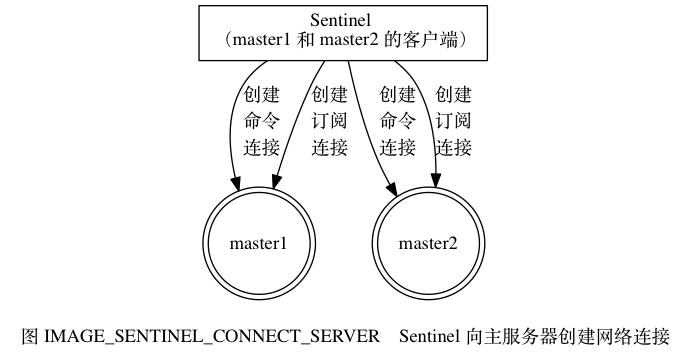 Sentinel
（master1 和 master2 的客户端）
创建 创建 创建 创建
命令 订阅 命令 订阅
连接 连接 连接 连接
master1 master2
图 IMAGE_SENTINEL_CONNECT_SERVER Sentinel 向主服务器创建网络连接